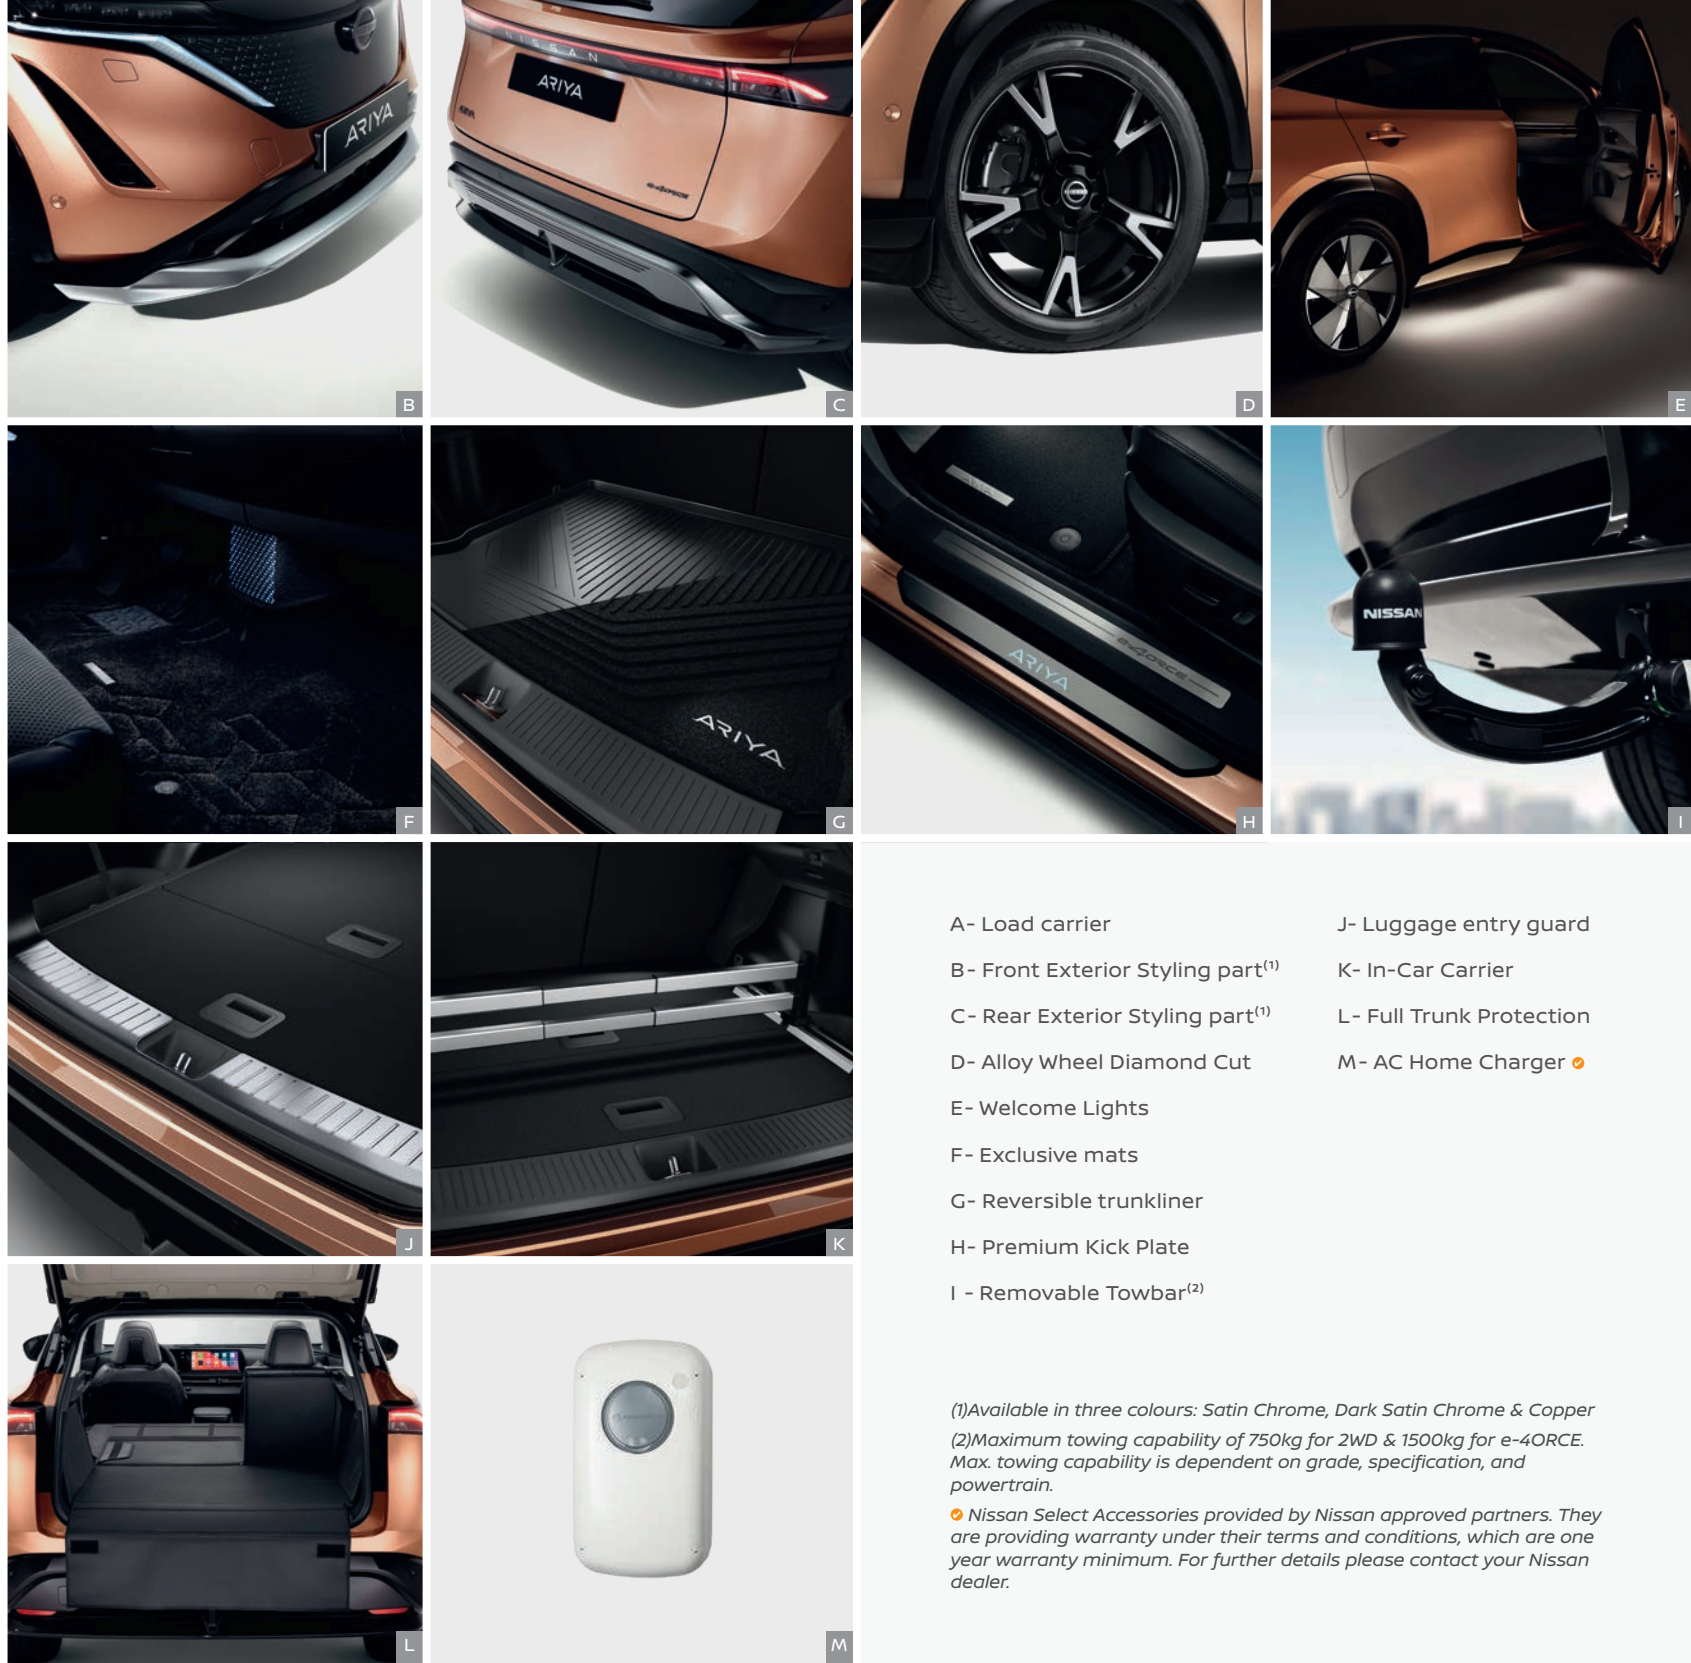 NISSAN
ARIYA
ARIYA
e-4ORCE
B
C
D
E
ARIYA
NISSAN
e-4ORCE
ARIYA
F
G
H
I
J
K
A- Load carrier
B- Front Exterior Styling part(1)
C- Rear Exterior Styling part(1)
D- Alloy Wheel Diamond Cut
E- Welcome Lights
F- Exclusive mats
G- Reversible trunkliner
H- Premium Kick Plate
I - Removable Towbar(2)
J- Luggage entry guard
K- In-Car Carrier
L- Full Trunk Protection
M- AC Home Charger
(1)Available in three colours: Satin Chrome, Dark Satin Chrome & Copper
(2)Maximum towing capability of 750kg for 2WD & 1500kg for e-4ORCE.
Max. towing capability is dependent on grade, specification, and
powertrain.
Nissan Select Accessories provided by Nissan approved partners. They
are providing warranty under their terms and conditions, which are one
year warranty minimum. For further details please contact your Nissan
dealer.
L
M